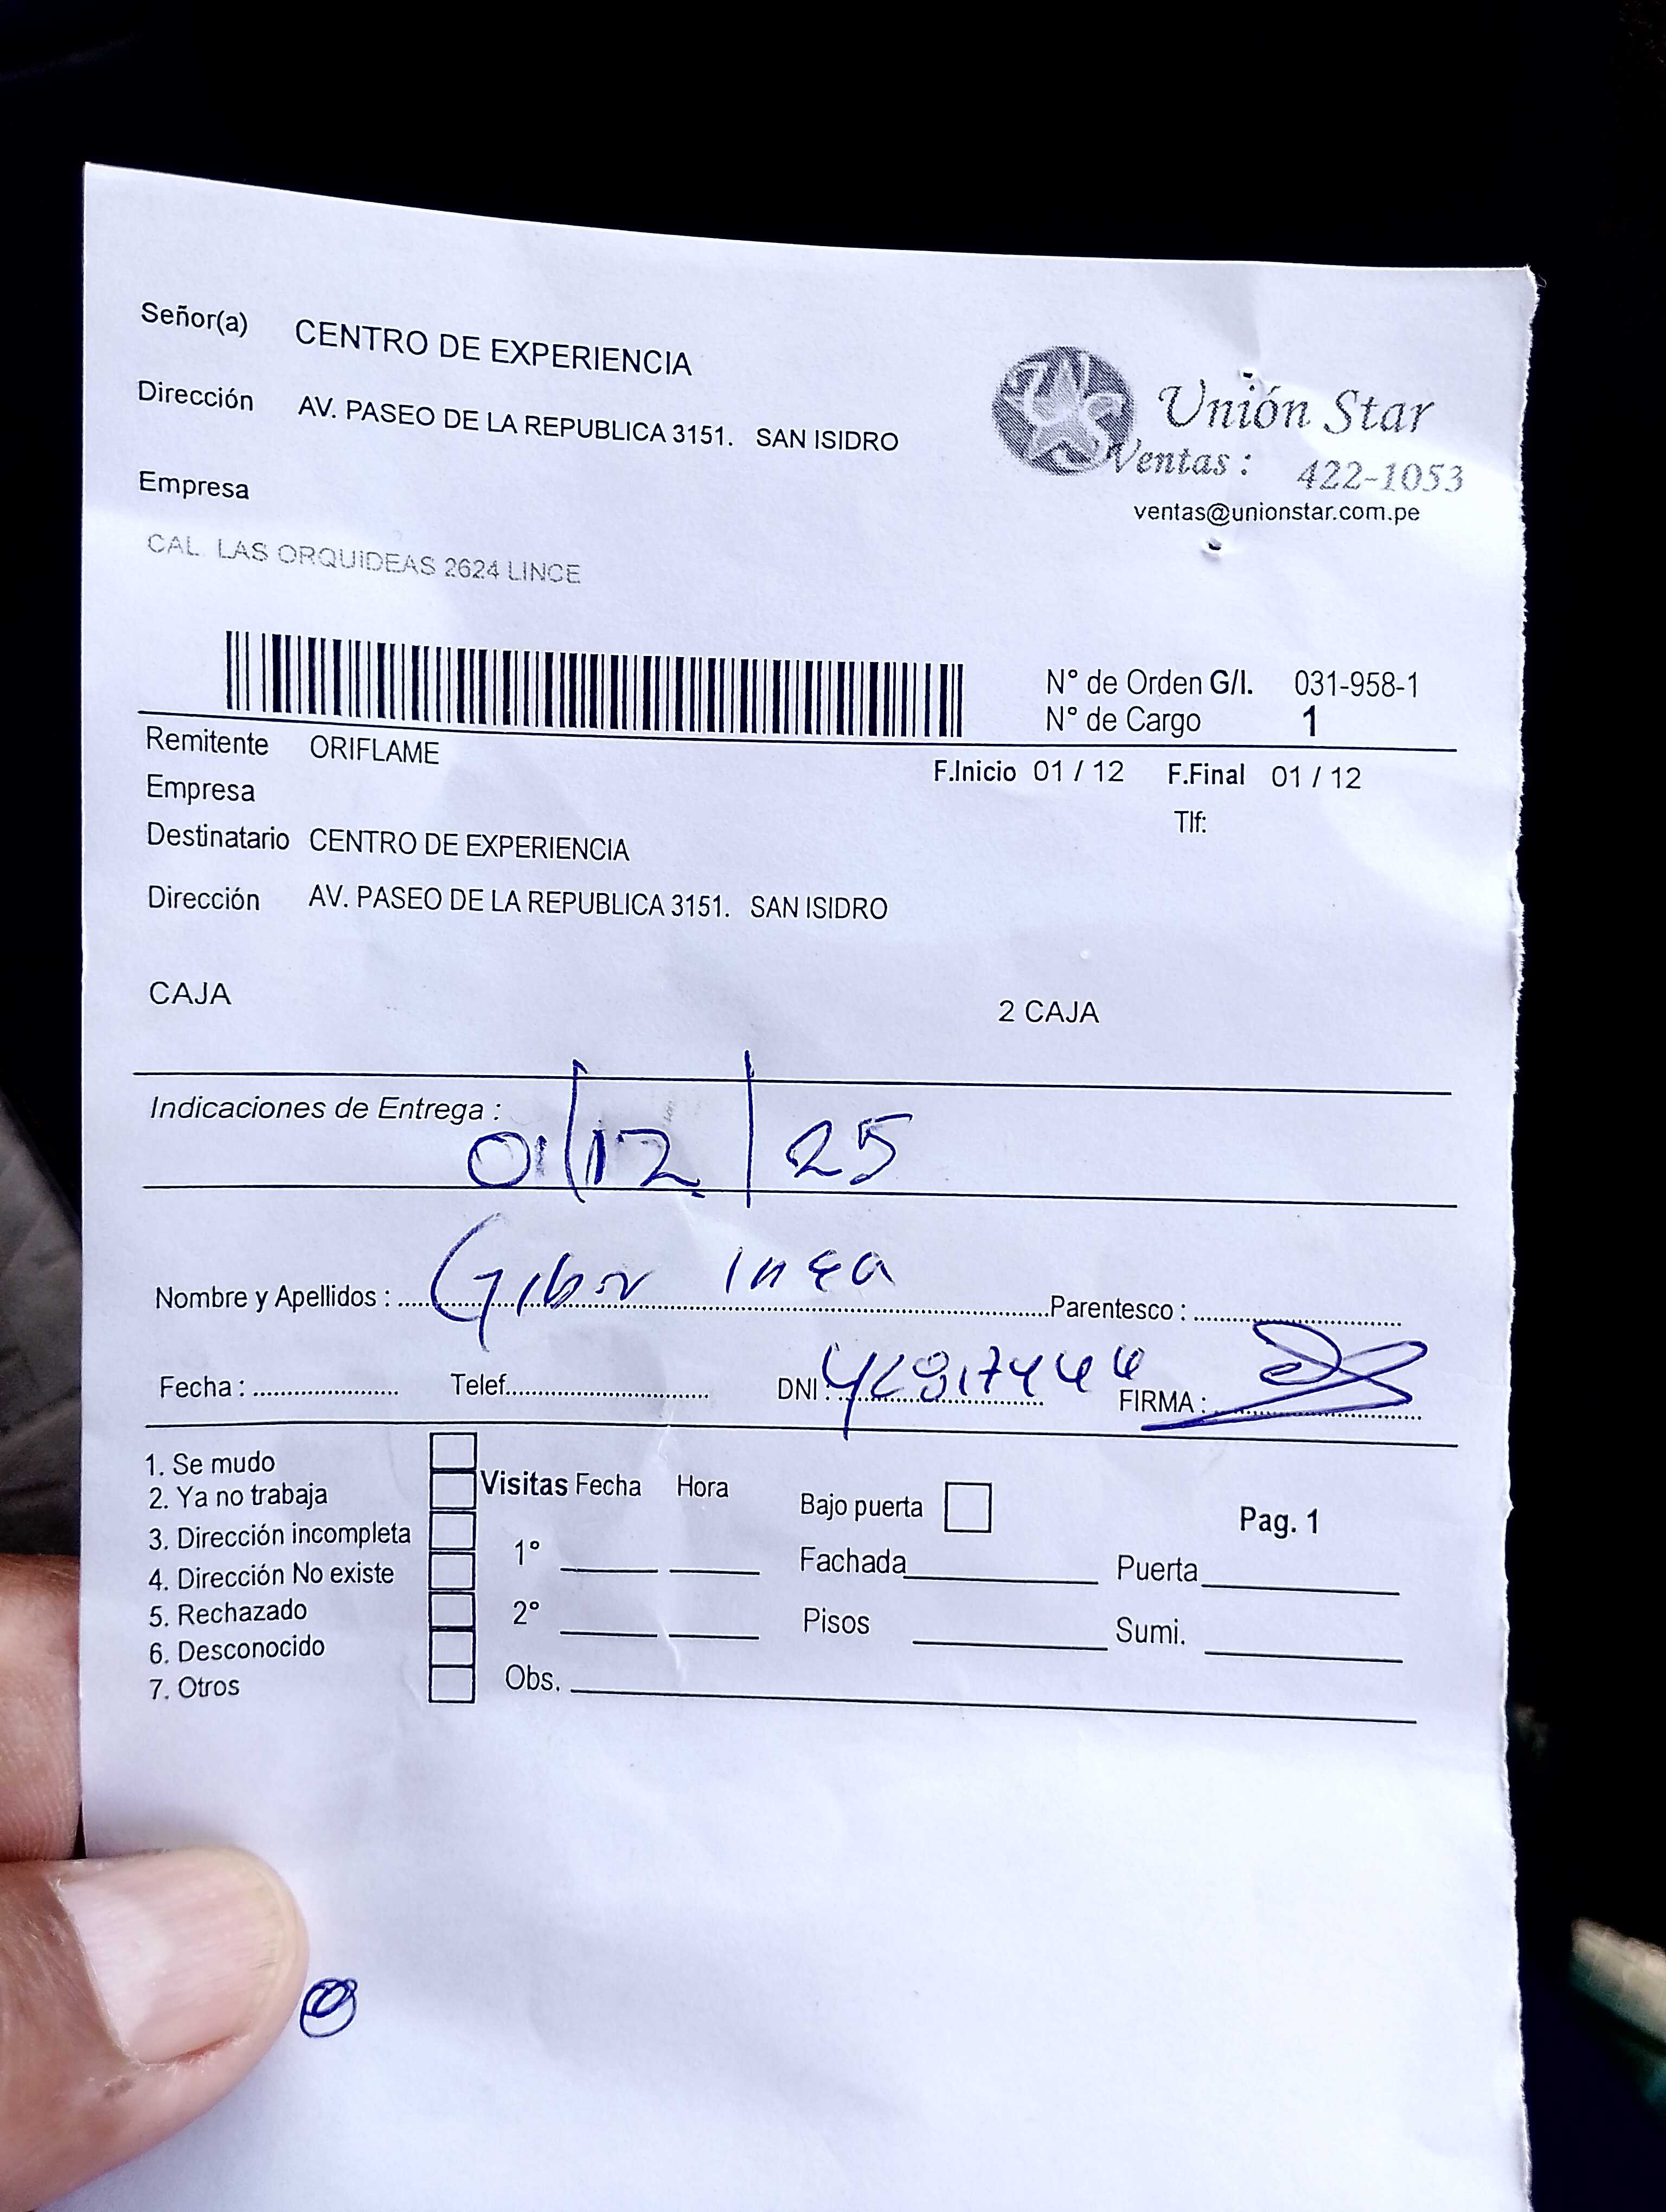 Señor(a) CENTRO DE EXPERIENCIA
Dirección AV. PASEO DE LA REPUBLICA 3151. SAN ISIDRO
Unión Star
Ventas : 422-1053
ventas@unionstar.com.pe
Empresa
CAL. LAS ORQUIDEAS 2624 LINCE
N° de Orden G/I. 031-958-1
N° de Cargo 1
Remitente ORIFLAME
F.Inicio 01 / 12 F.Final 01 / 12
Empresa
Tlf:
Destinatario CENTRO DE EXPERIENCIA
Dirección AV. PASEO DE LA REPUBLICA 3151. SAN ISIDRO
CAJA 2 CAJA
Indicaciones de Entrega :
01/12/25
Nombre y Apellidos : Parentesco :
Fecha : Telef. DNI : FIRMA :
1. Se mudo
2. Ya no trabaja
3. Dirección incompleta
4. Dirección No existe
5. Rechazado
6. Desconocido
7. Otros
Visitas Fecha Hora
1°
2°
Obs.
Bajo puerta
Pag. 1
Fachada Puerta
Pisos Sumi.